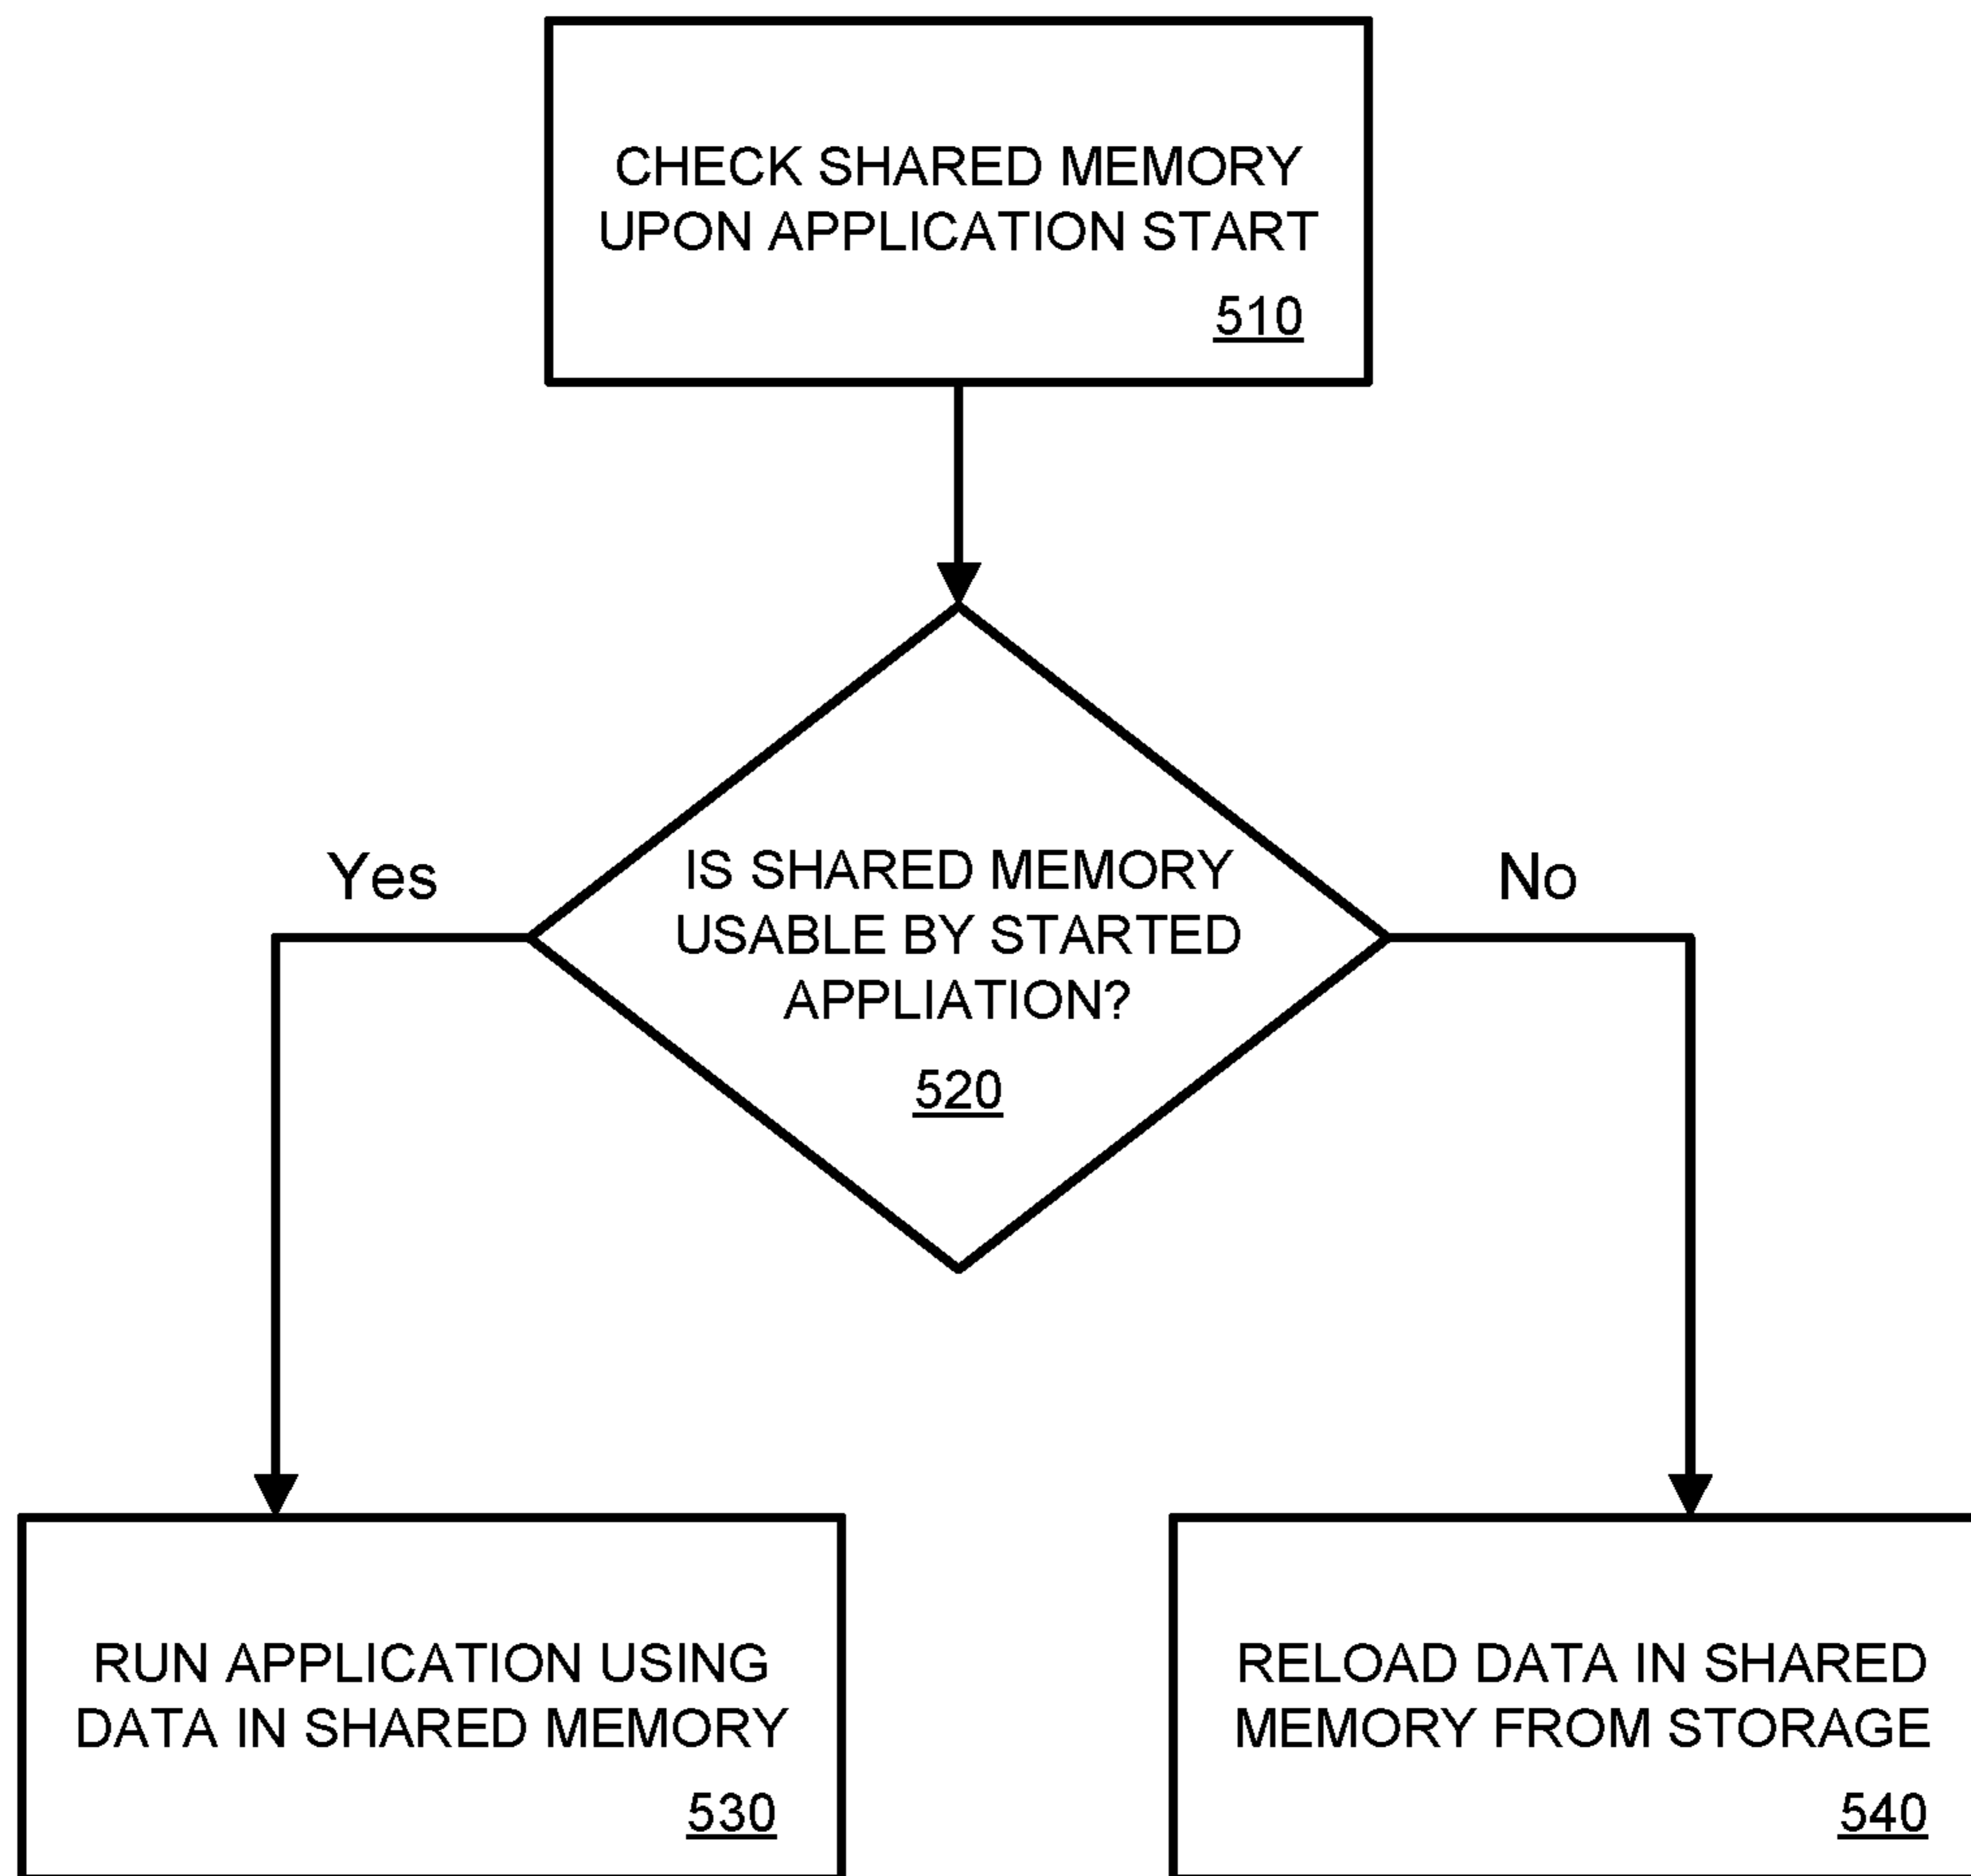 CHECK SHARED MEMORY
UPON APPLICATION START
510
Yes
No
IS SHARED MEMORY
USABLE BY STARTED
APPLIATION?
520
RUN APPLICATION USING
DATA IN SHARED MEMORY
530
RELOAD DATA IN SHARED
MEMORY FROM STORAGE
540